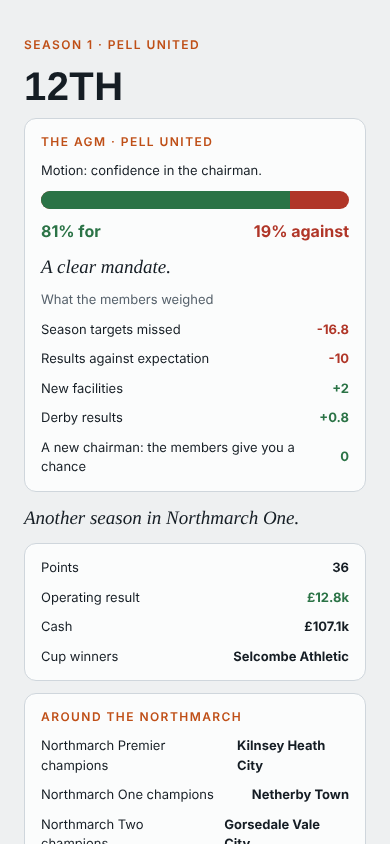 SEASON 1 · PELL UNITED
12TH
THE AGM · PELL UNITED
Motion: confidence in the chairman.
81% for 19% against
A clear mandate.
What the members weighed
Season targets missed -16.8
Results against expectation -10
New facilities +2
Derby results +0.8
A new chairman: the members give you a
chance 0
Another season in Northmarch One.
Points 36
Operating result £12.8k
Cash £107.1k
Cup winners Selcombe Athletic
AROUND THE NORTHMARCH
Northmarch Premier Kilnsey Heath
champions City
Northmarch One champions Netherby Town
Northmarch Two Gorsedale Vale
champions City